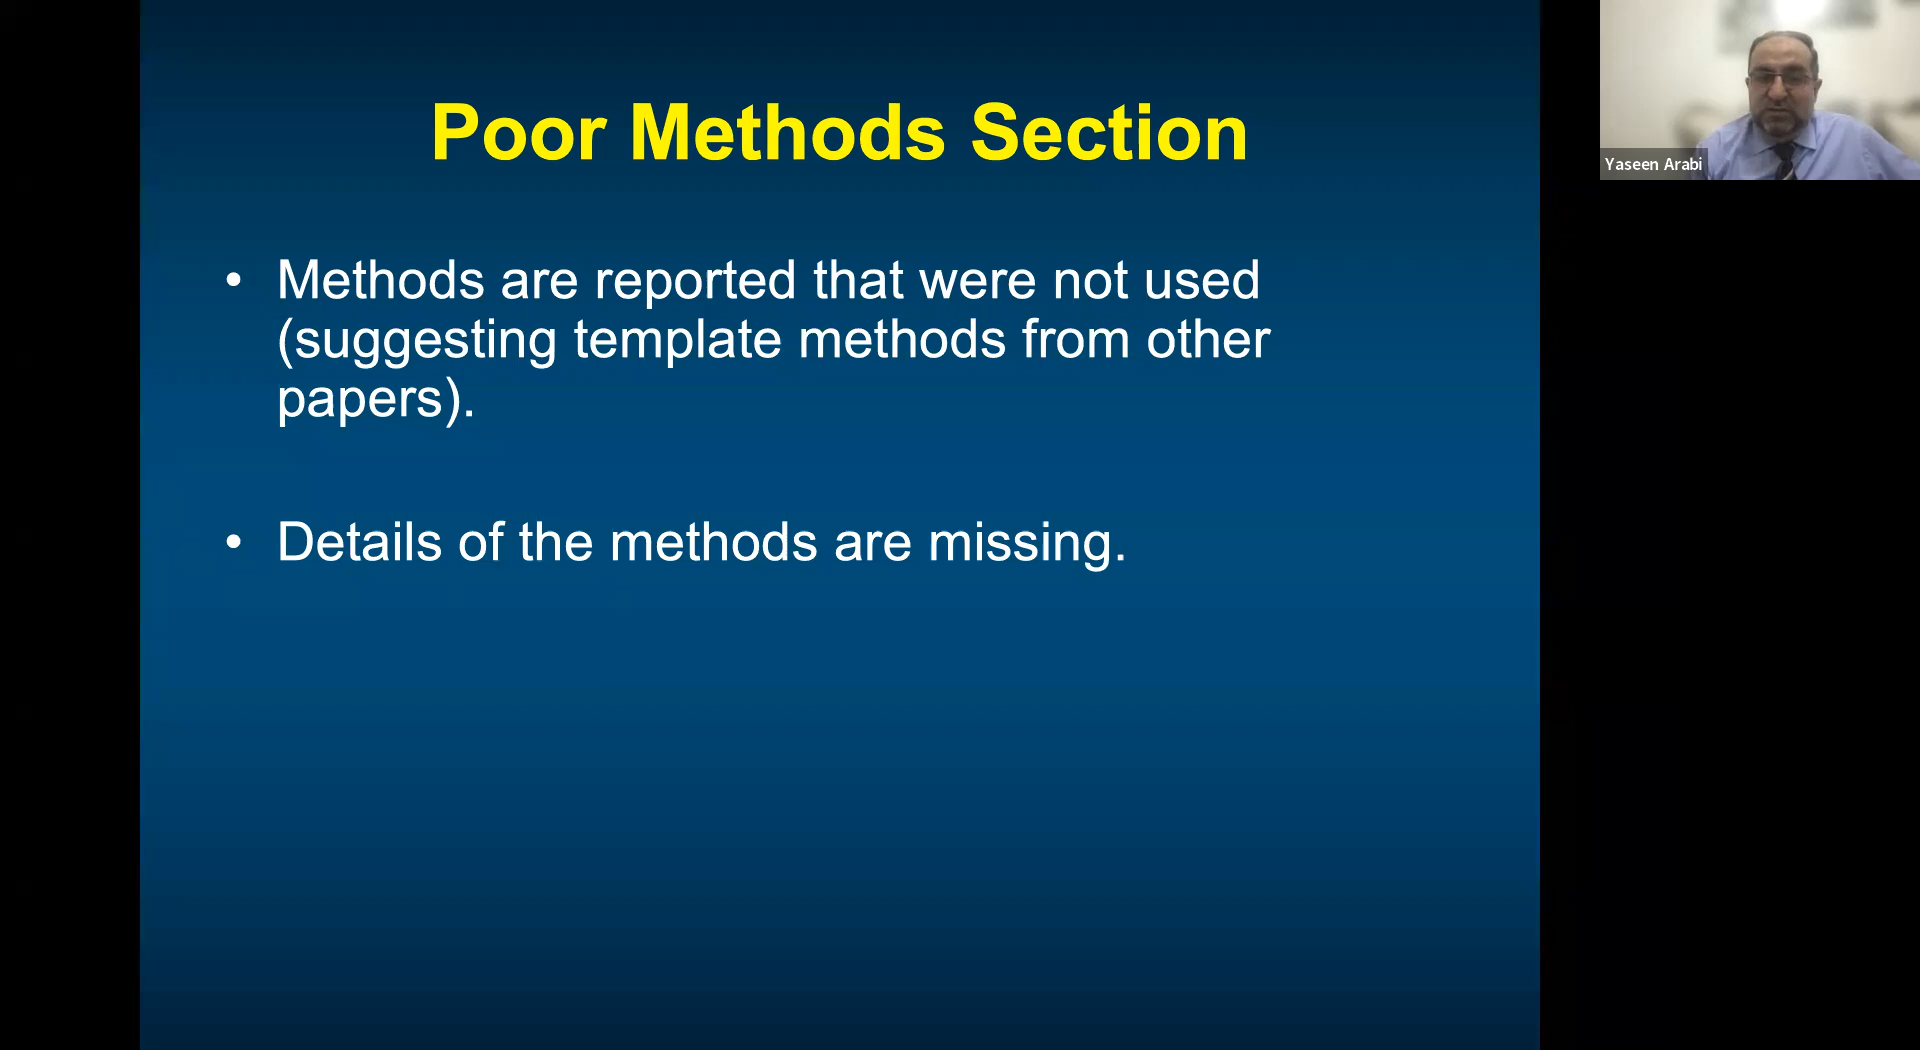 Poor Methods Section
• Methods are reported that were not used
(suggesting template methods from other
papers).
• Details of the methods are missing.
Yaseen Arabi